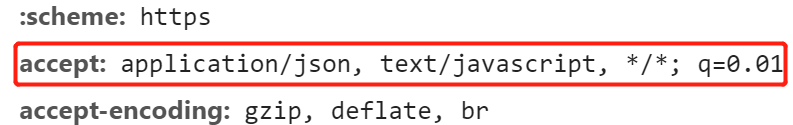 :scheme: https
accept: application/json, text/javascript, */*; q=0.01
accept-encoding: gzip, deflate, br